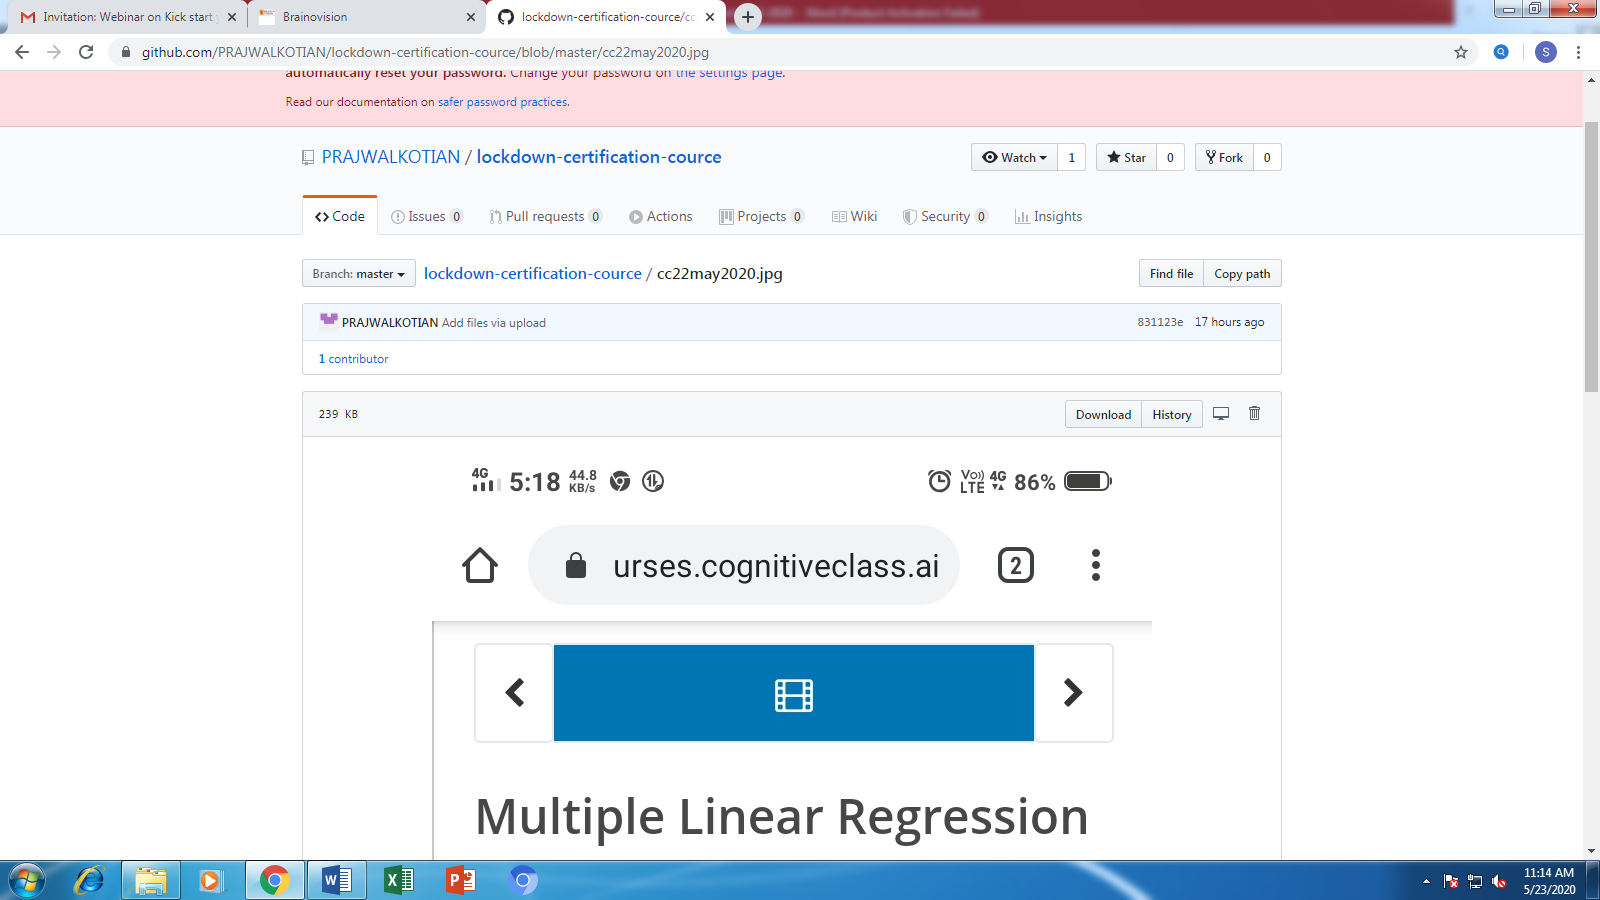 Invitation: Webinar on Kick start
Brainovision
lockdown-certification-cource/cc
github.com/PRAJWALKOTIAN/lockdown-certification-cource/blob/master/cc22may2020.jpg
S
automatically reset your password. Change your password on the settings page.
Read our documentation on safer password practices.
PRAJWALKOTIAN / lockdown-certification-cource
Watch 1 Star 0 Fork 0
Code Issues 0 Pull requests 0 Actions Projects 0 Wiki Security 0 Insights
Branch: master lockdown-certification-cource / cc22may2020.jpg Find file Copy path
PRAJWALKOTIAN Add files via upload 831123e 17 hours ago
1 contributor
239 KB Download History
4G 5:18 44.8 KB/s Vo)) LTE 4G 86%
urses.cognitiveclass.ai 2
Multiple Linear Regression
11:14 AM
5/23/2020